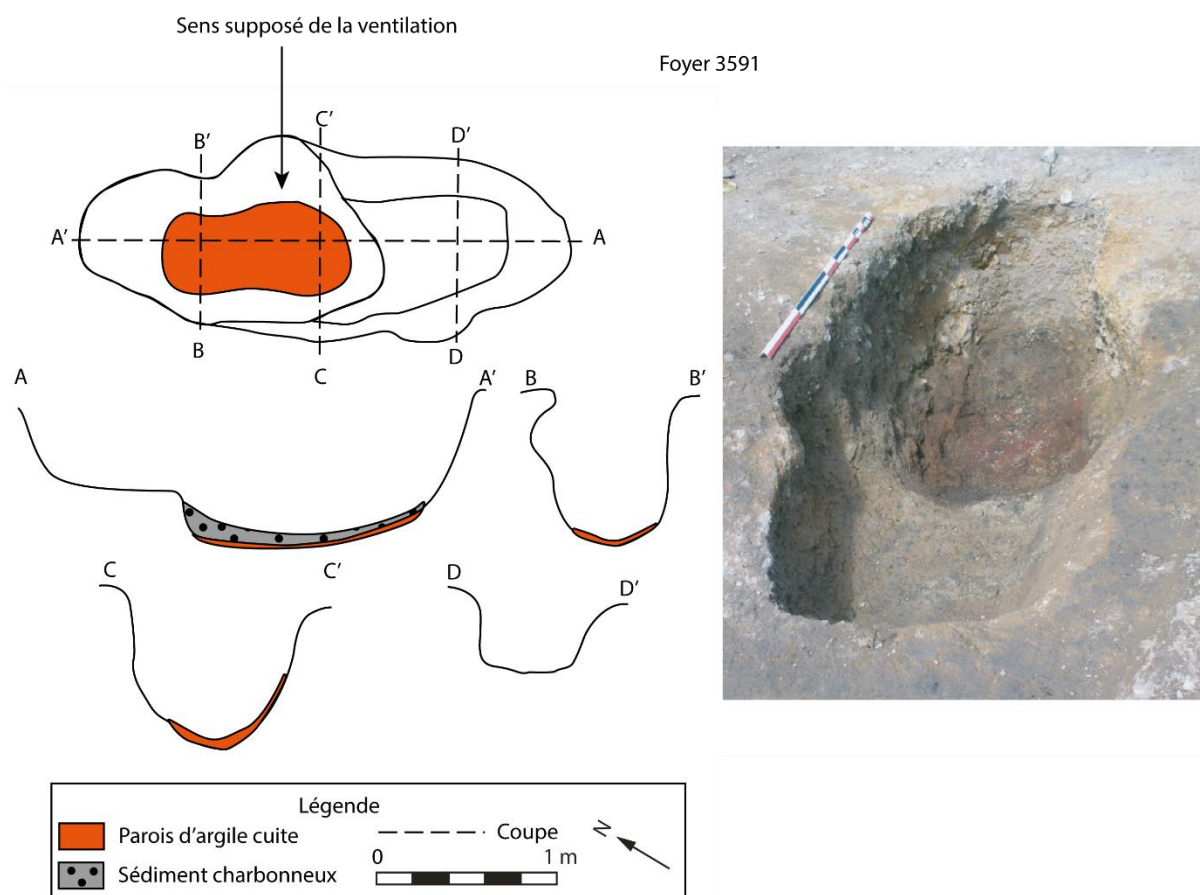 Sens supposé de la ventilation
Foyer 3591
B'
C'
D'
A'
A
B
C
D
A
A'
B
B'
C
C'
D
D'
Légende
Parois d'argile cuite
Coupe
N
Sédiment charbonneux
0
1 m